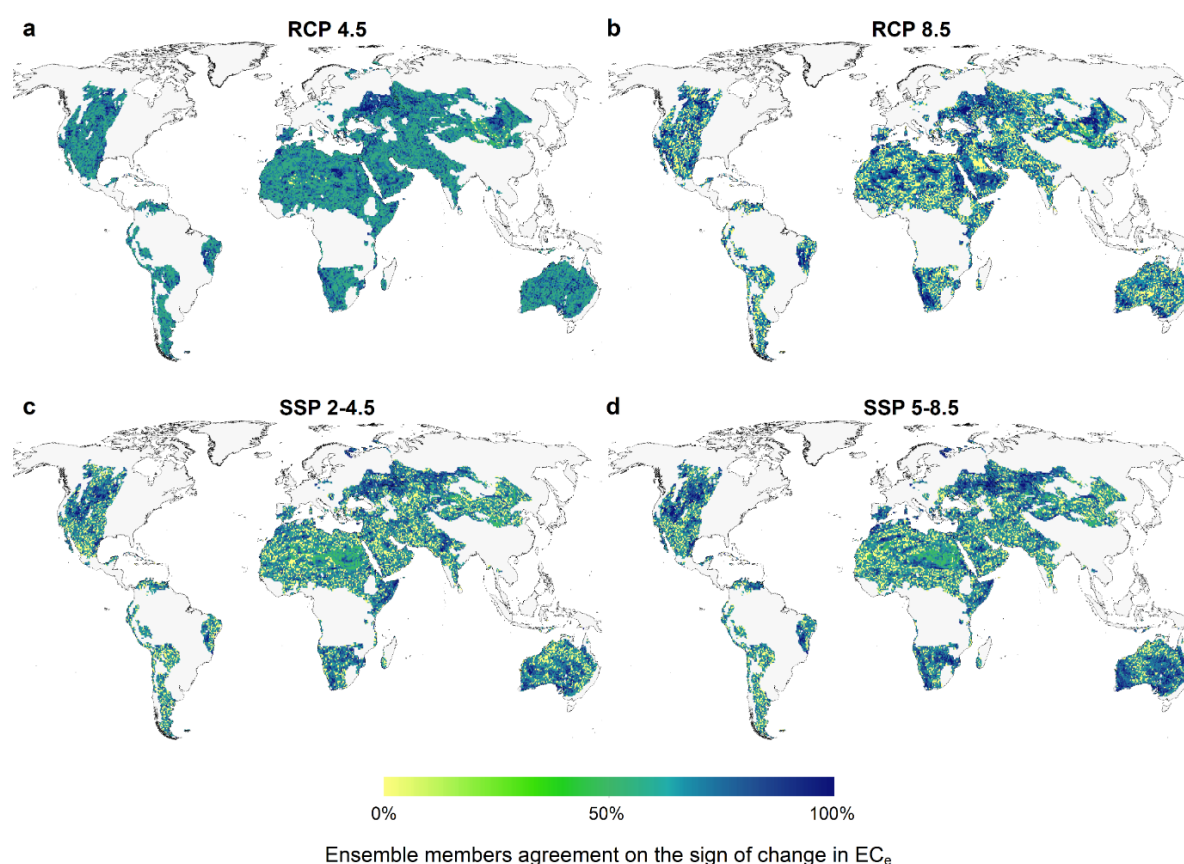 a
RCP 4.5
b
RCP 8.5
c
SSP 2-4.5
d
SSP 5-8.5
0%
50%
100%
Ensemble members agreement on the sign of change in ECₑ